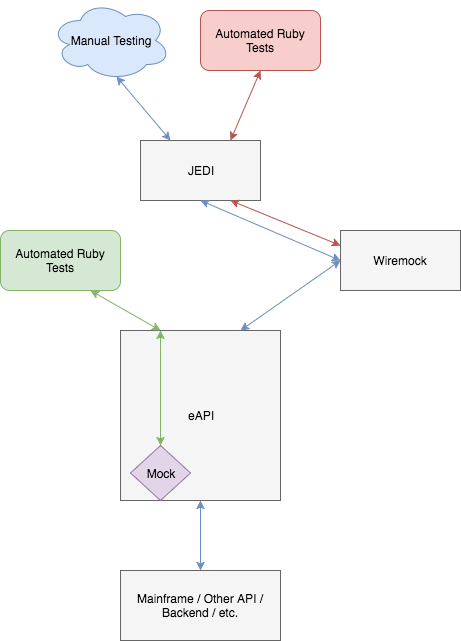 Manual Testing
Automated Ruby
Tests
JEDI
Automated Ruby
Tests
Wiremock
eAPI
Mock
Mainframe / Other API /
Backend / etc.